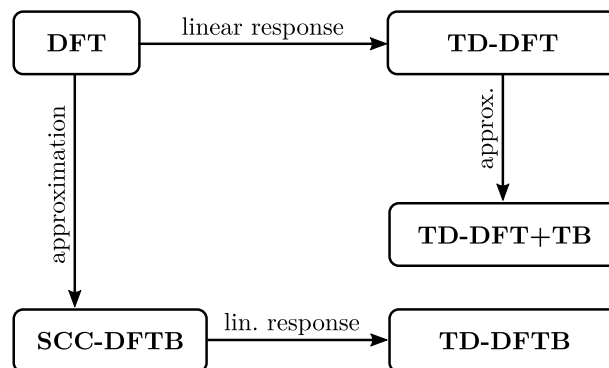 DFT
linear response
TD-DFT
approximation
approx.
TD-DFT+TB
SCC-DFTB
lin. response
TD-DFTB